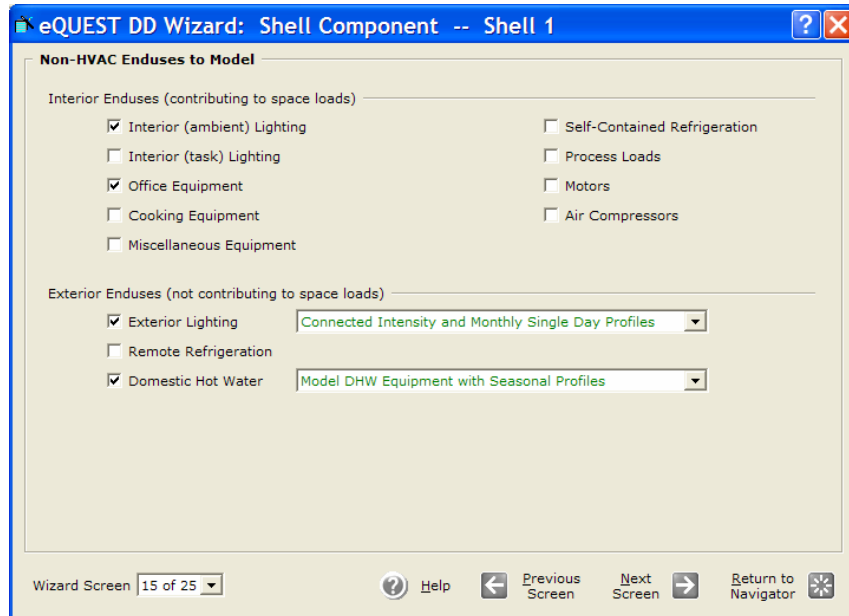 eQUEST DD Wizard: Shell Component -- Shell 1
Non-HVAC Enduses to Model
Interior Enduses (contributing to space loads)
Interior (ambient) Lighting
Self-Contained Refrigeration
Interior (task) Lighting
Process Loads
Office Equipment
Motors
Cooking Equipment
Air Compressors
Miscellaneous Equipment
Exterior Enduses (not contributing to space loads)
Exterior Lighting
Connected Intensity and Monthly Single Day Profiles
Remote Refrigeration
Domestic Hot Water
Model DHW Equipment with Seasonal Profiles
Wizard Screen 15 of 25
Help
Previous
Screen
Next
Screen
Return to
Navigator